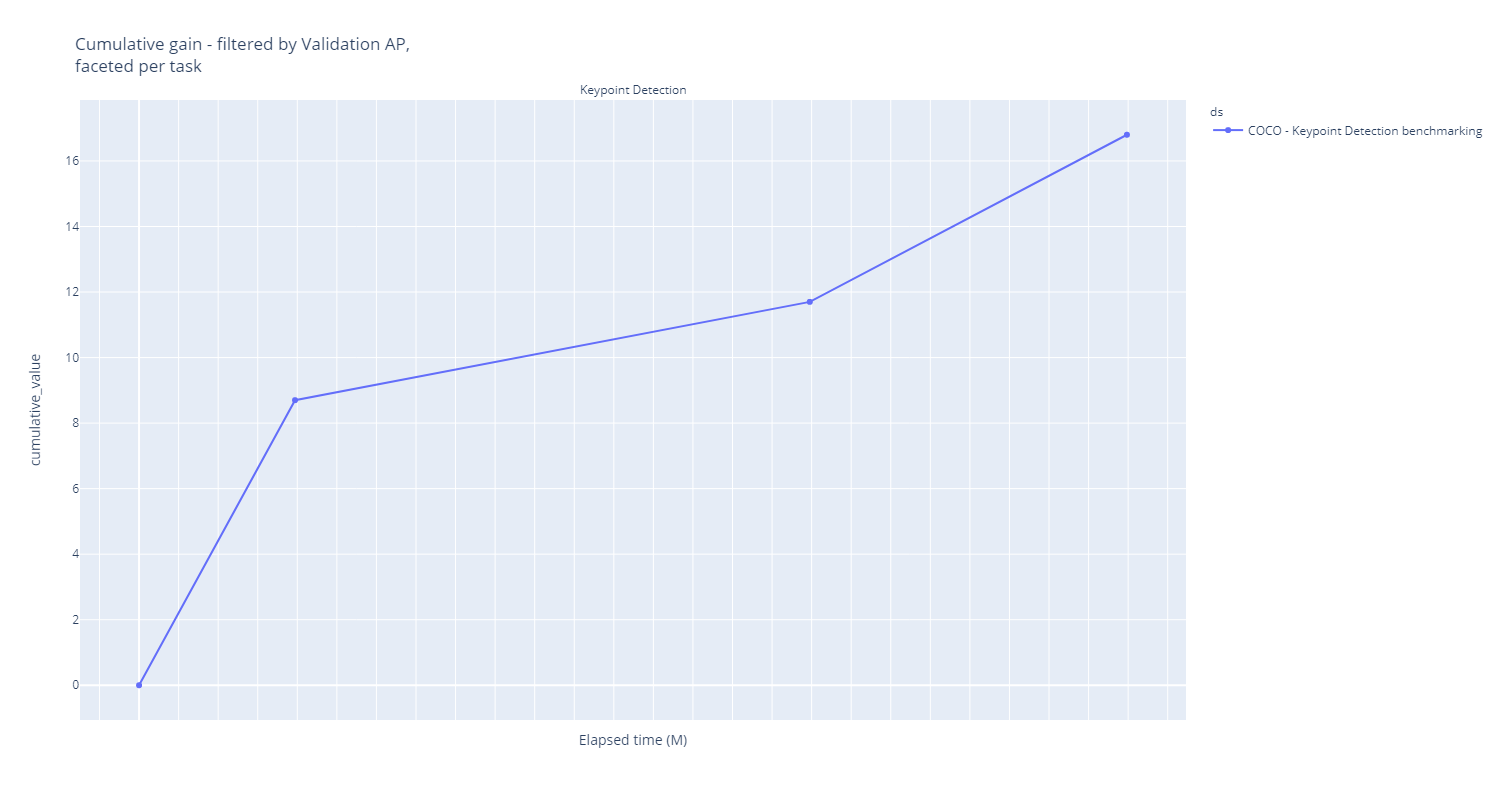 Cumulative gain - filtered by Validation AP,
faceted per task
Keypoint Detection
ds
COCO - Keypoint Detection benchmarking
16
14
12
10
8
6
4
2
0
cumulative_value
Elapsed time (M)